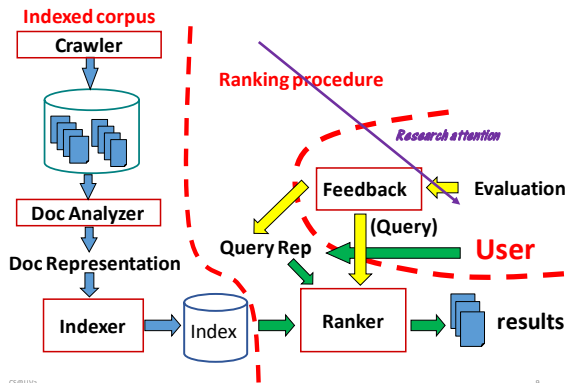 Indexed corpus
Crawler
Ranking procedure
Research attention
Feedback
Evaluation
Doc Analyzer
(Query)
Query Rep
User
Doc Representation
Indexer
Index
Ranker
results